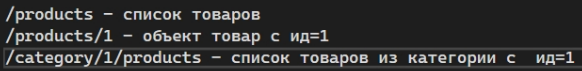 /products – список товаров
/products/1 – объект товар с ид=1
/category/1/products – список товаров из категории с  ид=1